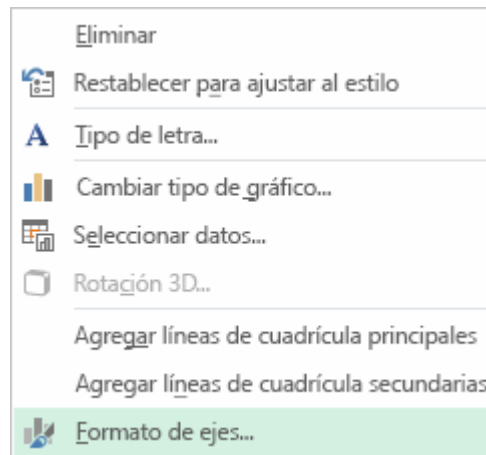 Eliminar
Restablecer para ajustar al estilo
Tipo de letra...
Cambiar tipo de gráfico...
Seleccionar datos...
Rotación 3D...
Agregar líneas de cuadrícula principales
Agregar líneas de cuadrícula secundarias
Formato de ejes...